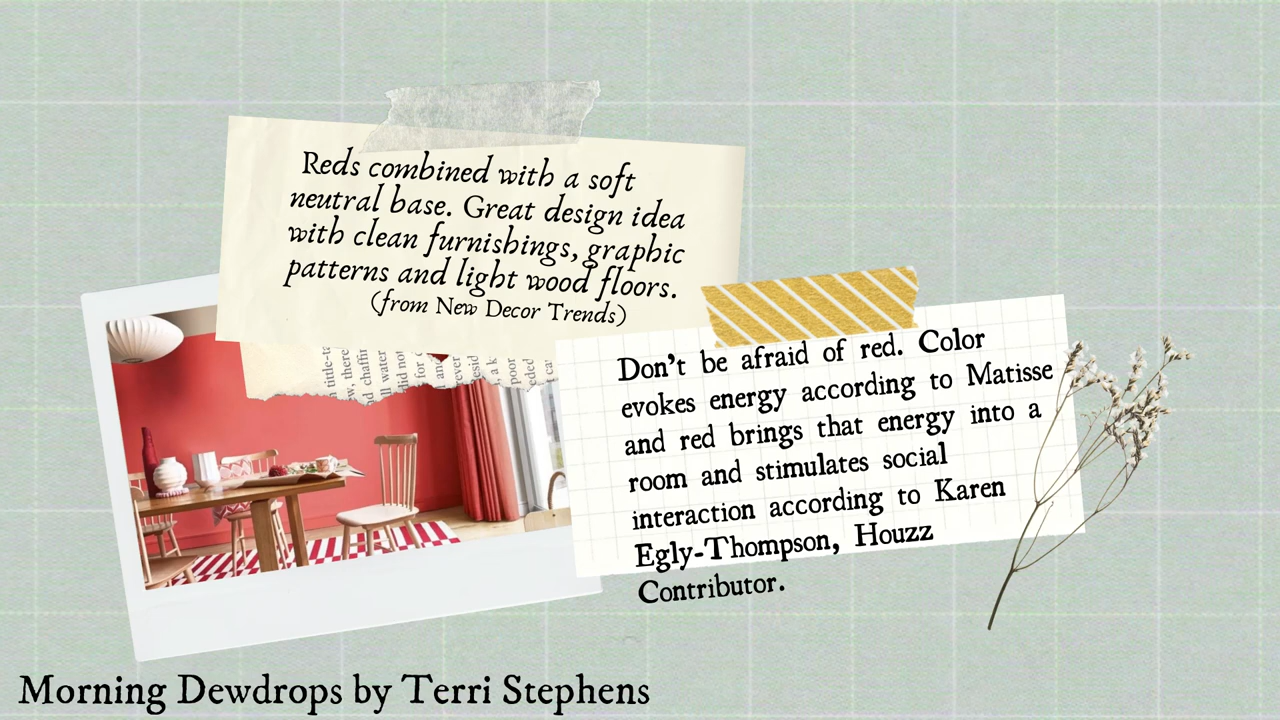 Reds combined with a soft
neutral base. Great design idea
with clean furnishings, graphic
patterns and light wood floors.
(from New Decor Trends)
Don't be afraid of red. Color
evokes energy according to Matisse
and red brings that energy into a
room and stimulates social
interaction according to Karen
Egly-Thompson, Houzz
Contributor.
Morning Dewdrops by Terri Stephens